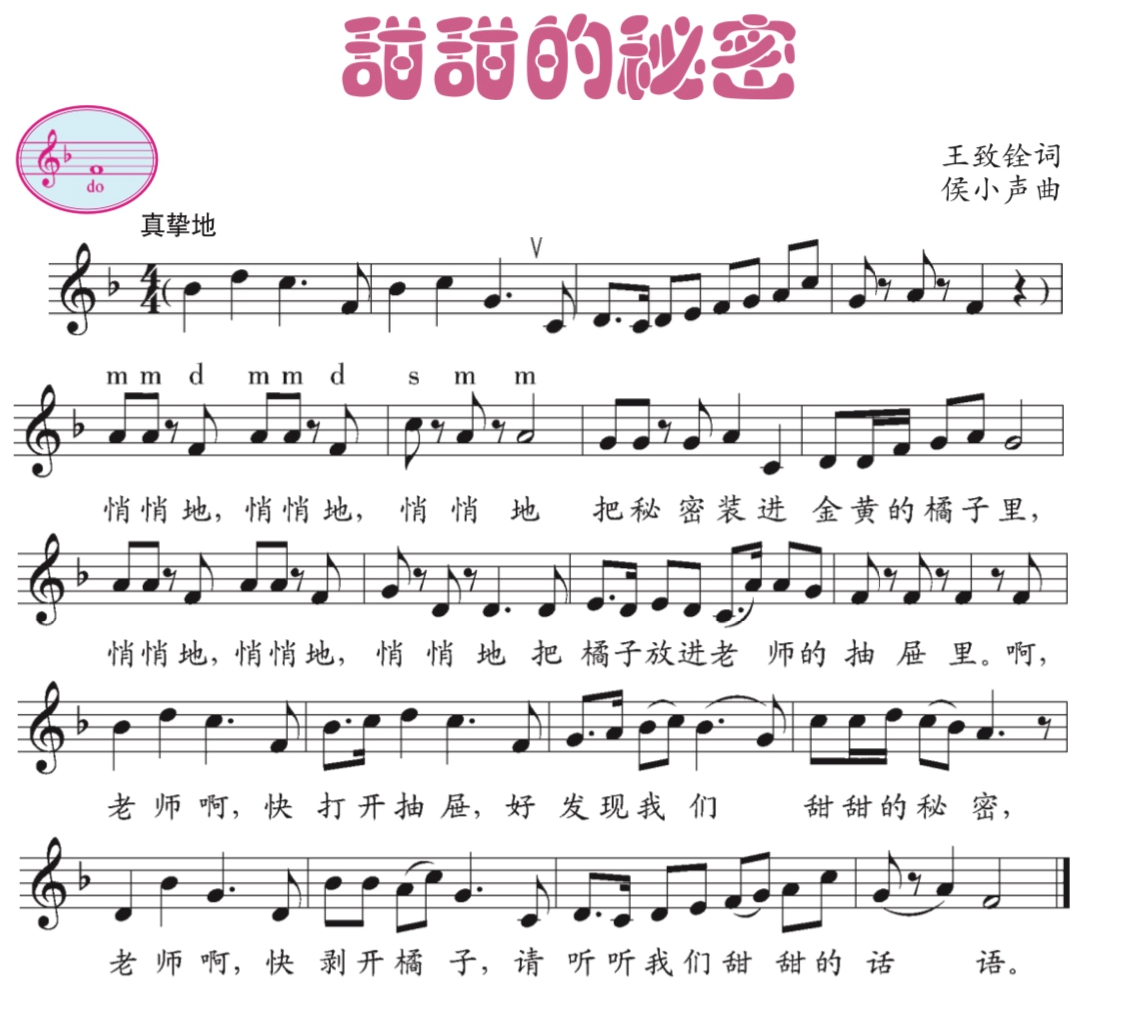 甜甜的秘密
do
王致铨词
侯小声曲
真挚地
4
4
m m d m m d s m m
悄悄地，悄悄地，悄悄地 把秘密装进金黄的橘子里，
悄悄地，悄悄地，悄悄地把橘子放进老师的抽屉里。啊，
老师啊，快打开抽屉，好发现我们 甜甜的秘密，
老师啊，快剥开橘子，请听听我们甜甜的话 语。